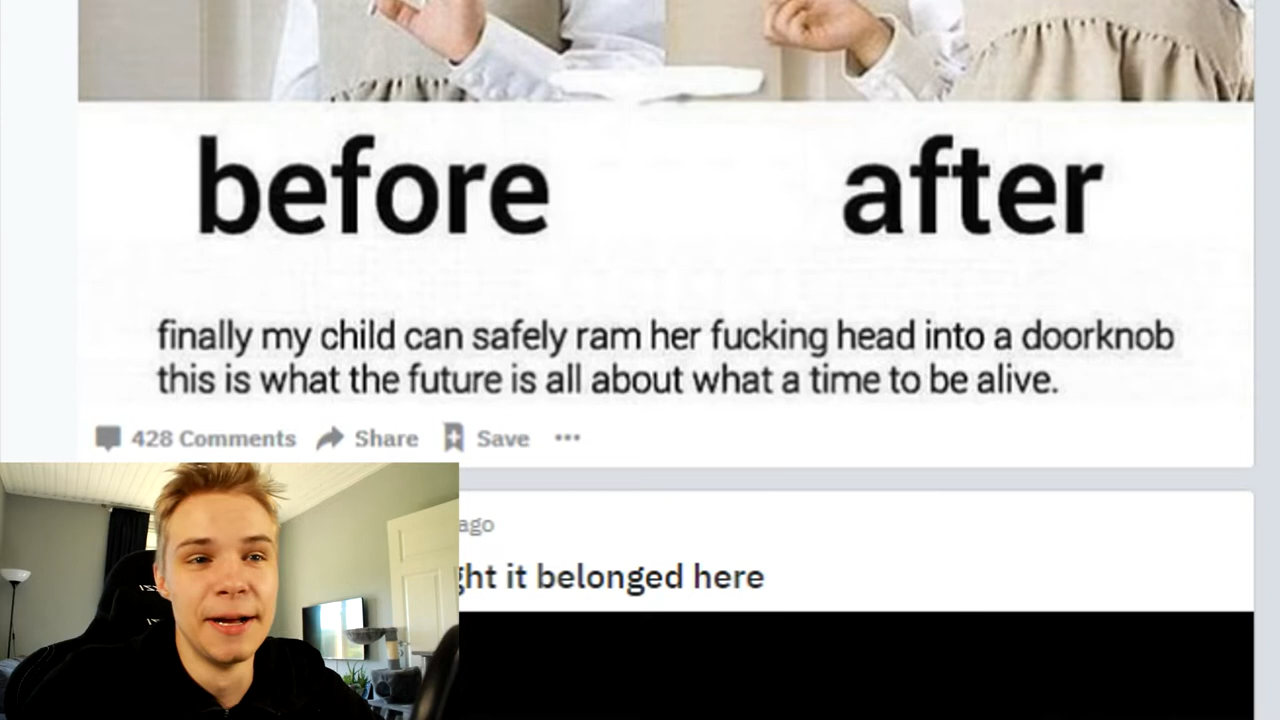 before
after
finally my child can safely ram her fucking head into a doorknob
this is what the future is all about what a time to be alive.
428 Comments Share Save
ago
ght it belonged here